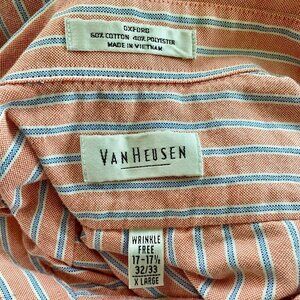 OXFORD
60% COTTON 40% POLYESTER
MADE IN VIETNAM
VAN HEUSEN
WRINKLE
FREE
17-17½
32/33
X LARGE